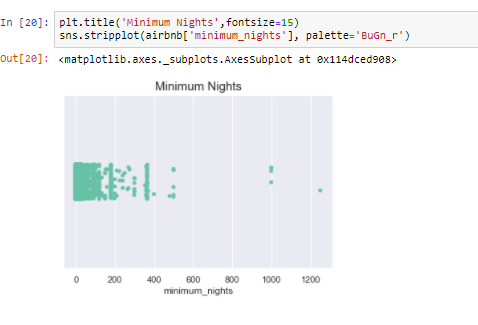 In [20]: plt.title('Minimum Nights',fontsize=15)
sns.stripplot(airbnb['minimum_nights'], palette='BuGn_r')
Out[20]: <matplotlib.axes._subplots.AxesSubplot at 0x114dced908>
Minimum Nights
0 200 400 600 800 1000 1200
minimum_nights